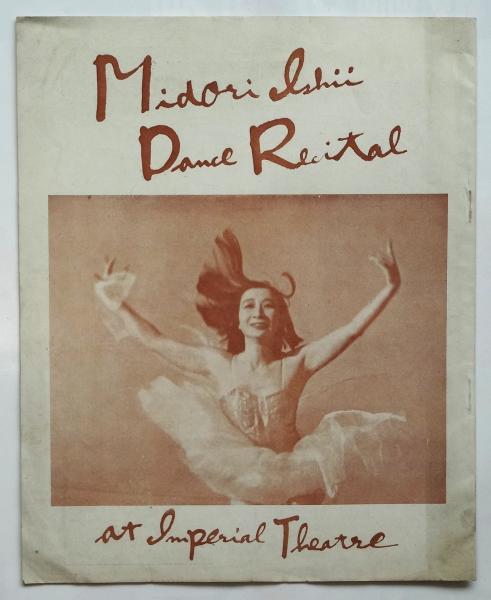 Midori Ishii
Dance Recital
at Imperial Theatre